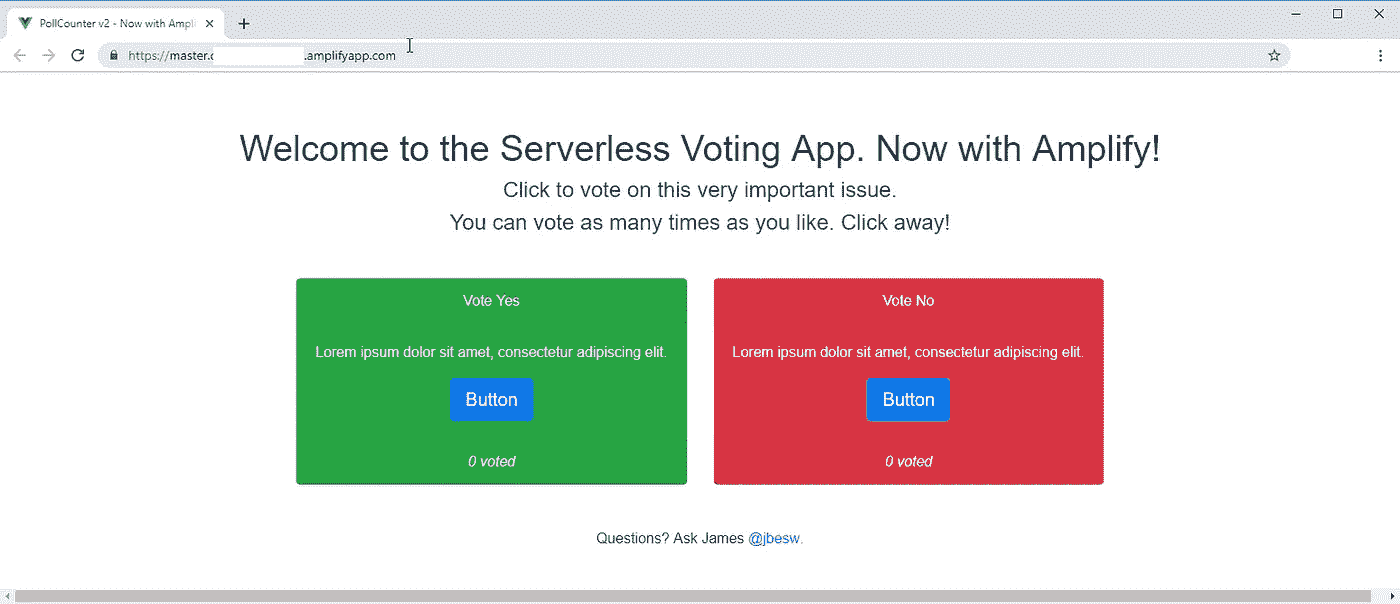 PollCounter v2 - Now with Ampli
https://master.c .amplifyapp.com
Welcome to the Serverless Voting App. Now with Amplify!
Click to vote on this very important issue.
You can vote as many times as you like. Click away!
Vote Yes
Lorem ipsum dolor sit amet, consectetur adipiscing elit.
Button
0 voted
Vote No
Lorem ipsum dolor sit amet, consectetur adipiscing elit.
Button
0 voted
Questions? Ask James @jbesw.